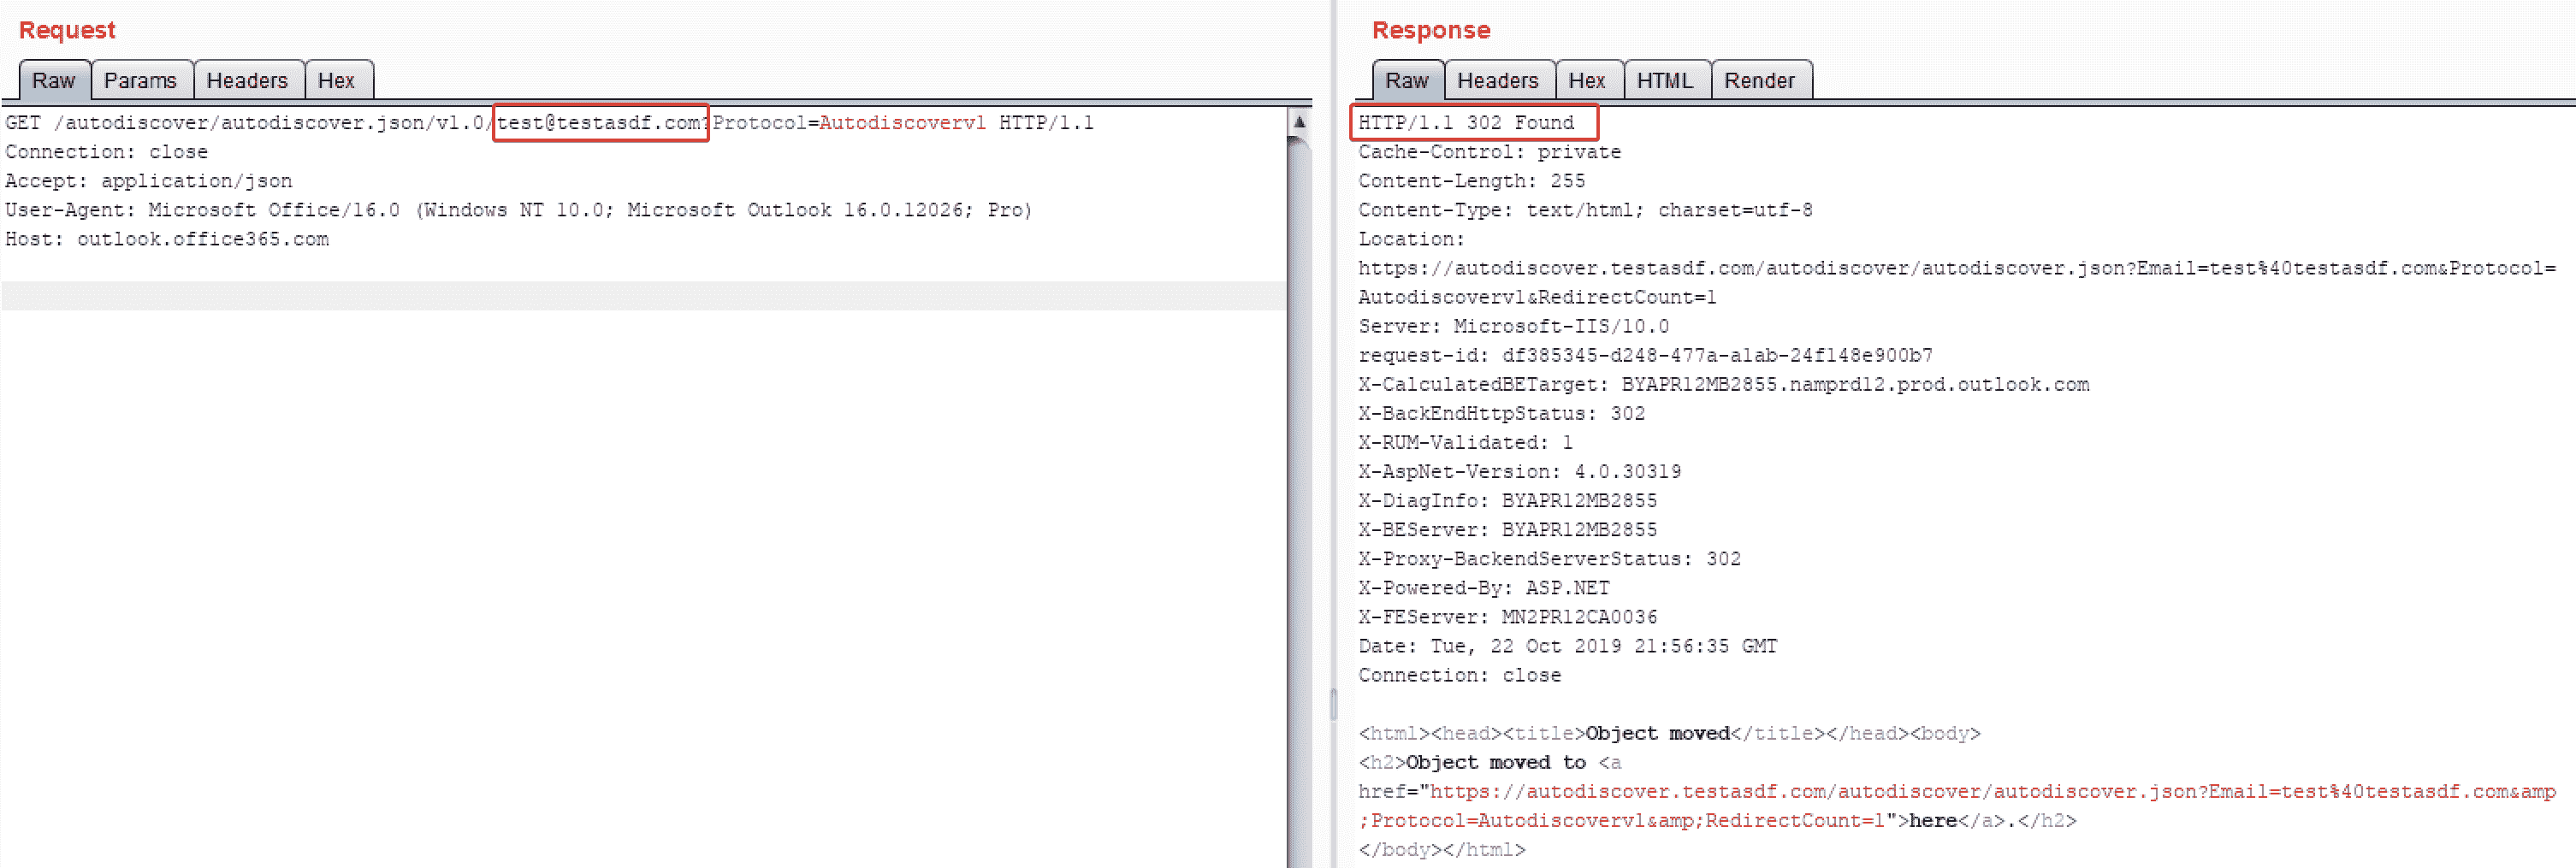 Request
Raw Params Headers Hex
GET /autodiscover/autodiscover.json/v1.0/test@testasdf.com?Protocol=Autodiscoverv1 HTTP/1.1
Connection: close
Accept: application/json
User-Agent: Microsoft Office/16.0 (Windows NT 10.0; Microsoft Outlook 16.0.12026; Pro)
Host: outlook.office365.com
Response
Raw Headers Hex HTML Render
HTTP/1.1 302 Found
Cache-Control: private
Content-Length: 255
Content-Type: text/html; charset=utf-8
Location:
https://autodiscover.testasdf.com/autodiscover/autodiscover.json?Email=test%40testasdf.com&Protocol=
Autodiscoverv1&RedirectCount=1
Server: Microsoft-IIS/10.0
request-id: df385345-d248-477a-a1ab-24f148e900b7
X-CalculatedBETarget: BYAPR12MB2855.namprd12.prod.outlook.com
X-BackEndHttpStatus: 302
X-RUM-Validated: 1
X-AspNet-Version: 4.0.30319
X-DiagInfo: BYAPR12MB2855
X-BEServer: BYAPR12MB2855
X-Proxy-BackendServerStatus: 302
X-Powered-By: ASP.NET
X-FEServer: MN2PR12CA0036
Date: Tue, 22 Oct 2019 21:56:35 GMT
Connection: close
<html><head><title>Object moved</title></head><body>
<h2>Object moved to <a
href="https://autodiscover.testasdf.com/autodiscover/autodiscover.json?Email=test%40testasdf.com&amp
;Protocol=Autodiscoverv1&amp;RedirectCount=1">here</a>.</h2>
</body></html>